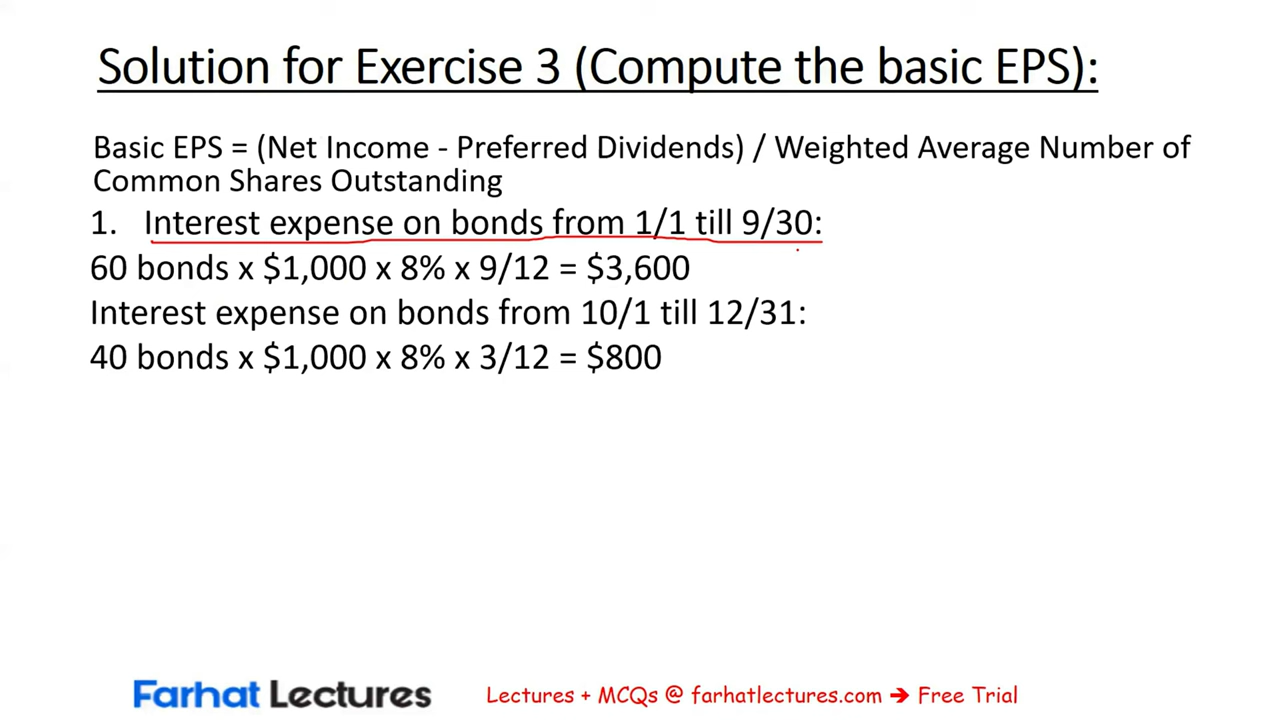 Solution for Exercise 3 (Compute the basic EPS):
Basic EPS = (Net Income - Preferred Dividends) / Weighted Average Number of
Common Shares Outstanding
1. Interest expense on bonds from 1/1 till 9/30:
60 bonds x $1,000 x 8% x 9/12 = $3,600
Interest expense on bonds from 10/1 till 12/31:
40 bonds x $1,000 x 8% x 3/12 = $800
Farhat Lectures Lectures + MCQs @ farhatlectures.com ➔ Free Trial